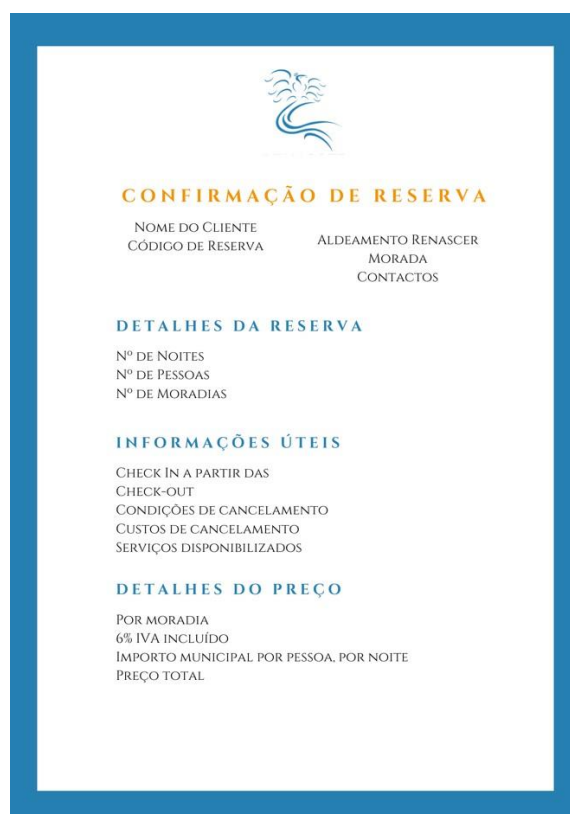 CONFIRMAÇÃO DE RESERVA
NOME DO CLIENTE
CÓDIGO DE RESERVA
ALDEAMENTO RENASCER
MORADA
CONTACTOS
DETALHES DA RESERVA
Nº DE NOITES
Nº DE PESSOAS
Nº DE MORADIAS
INFORMAÇÕES ÚTEIS
CHECK IN A PARTIR DAS
CHECK-OUT
CONDIÇÕES DE CANCELAMENTO
CUSTOS DE CANCELAMENTO
SERVIÇOS DISPONIBILIZADOS
DETALHES DO PREÇO
POR MORADIA
6% IVA INCLUÍDO
IMPORTO MUNICIPAL POR PESSOA, POR NOITE
PREÇO TOTAL